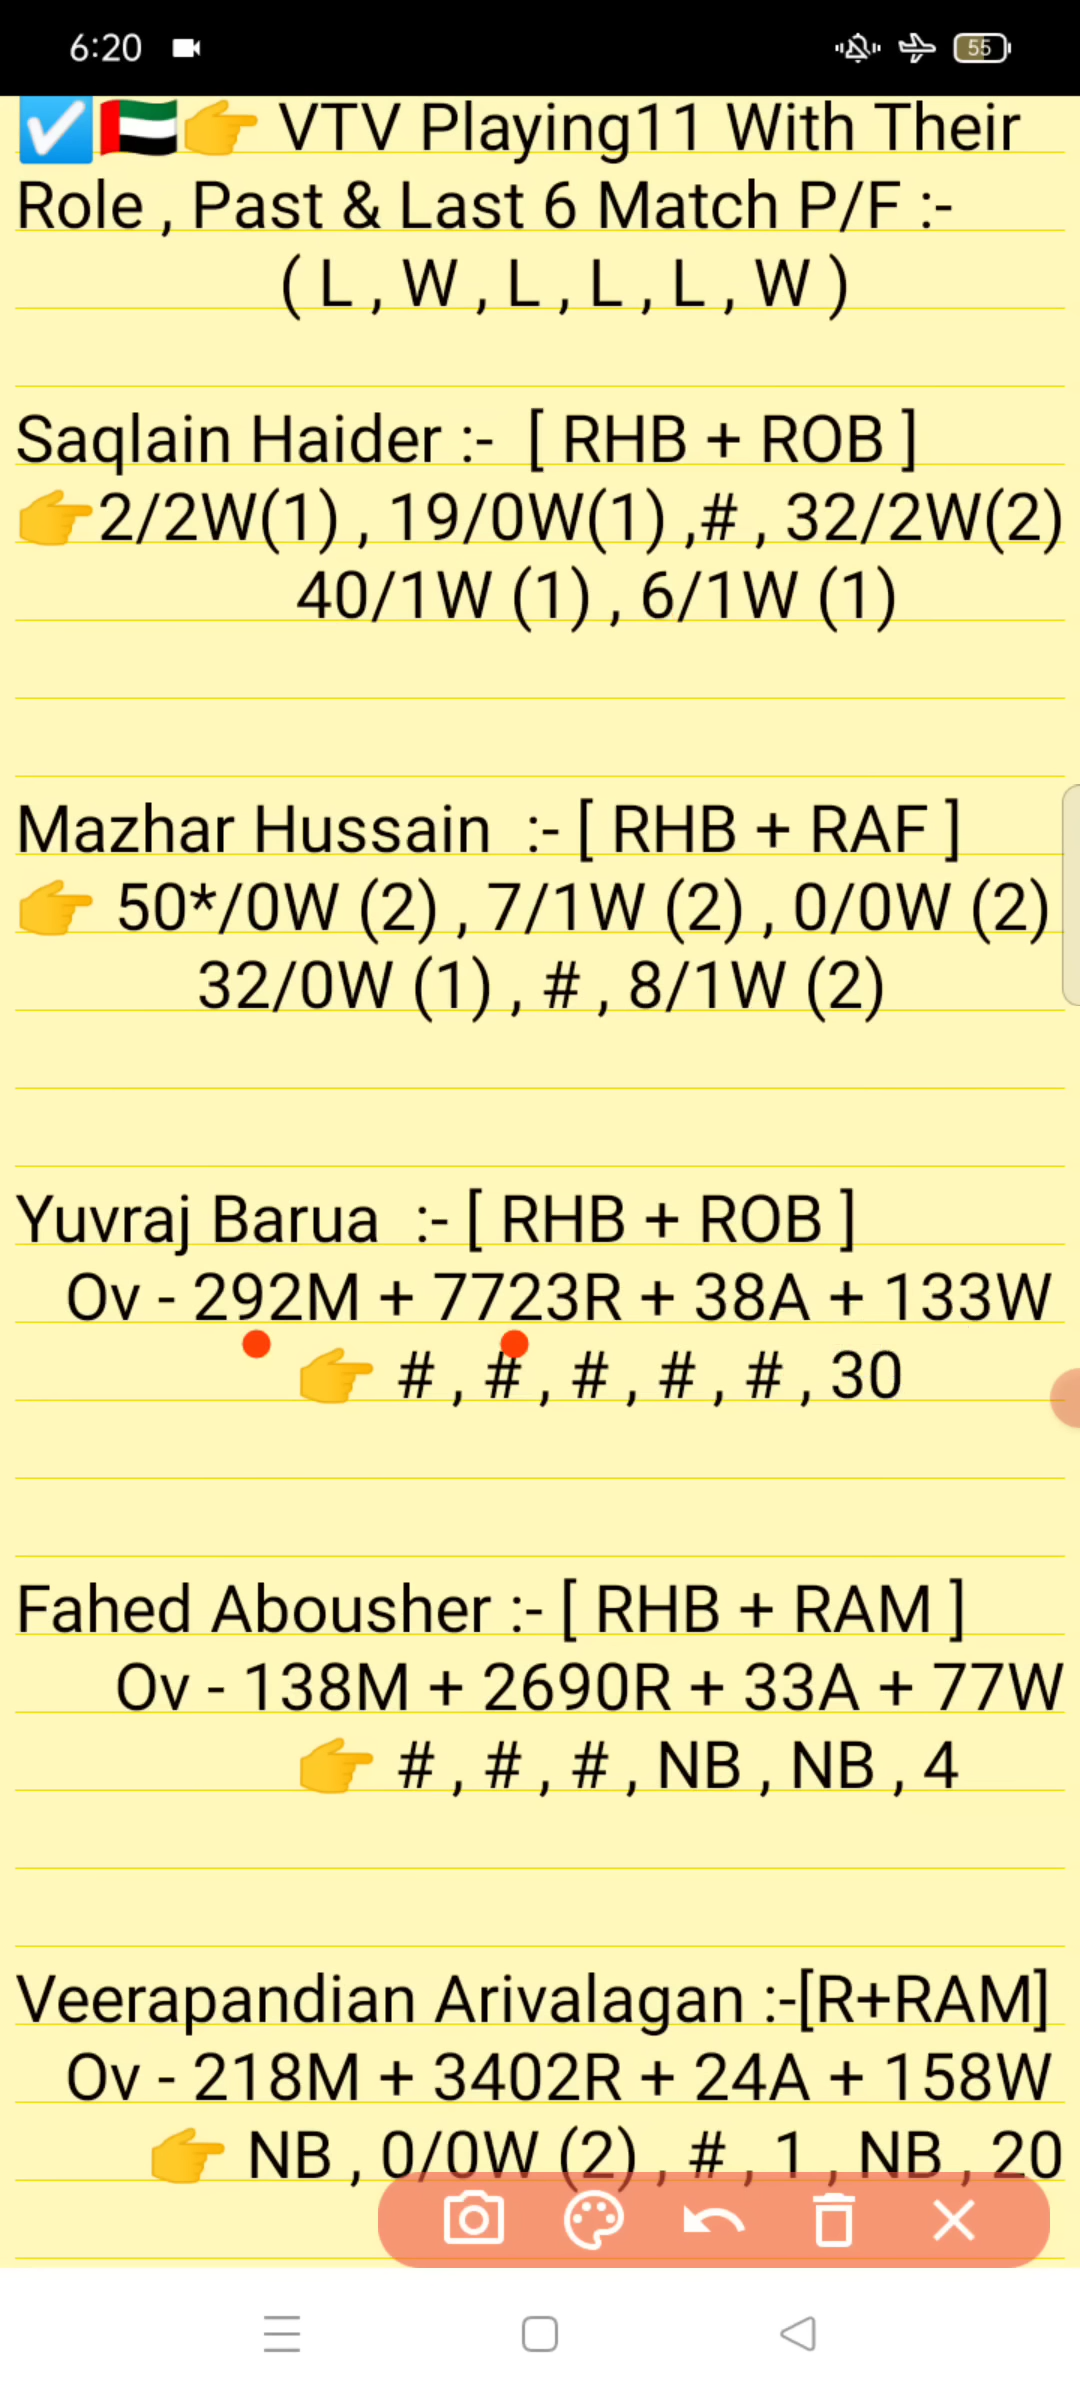 6:20
55
☑️🇦🇪👉 VTV Playing11 With Their
Role , Past & Last 6 Match P/F :-
( L , W , L , L , L , W )
Saqlain Haider :- [ RHB + ROB ]
👉2/2W(1) , 19/0W(1) ,# , 32/2W(2)
40/1W (1) , 6/1W (1)
Mazhar Hussain :- [ RHB + RAF ]
👉 50*/0W (2) , 7/1W (2) , 0/0W (2)
32/0W (1) , # , 8/1W (2)
Yuvraj Barua :- [ RHB + ROB ]
Ov - 292M + 7723R + 38A + 133W
👉 # , # , # , # , # , 30
Fahed Abousher :- [ RHB + RAM ]
Ov - 138M + 2690R + 33A + 77W
👉 # , # , # , NB , NB , 4
Veerapandian Arivalagan :-[R+RAM]
Ov - 218M + 3402R + 24A + 158W
👉 NB , 0/0W (2) , # , 1 , NB , 20